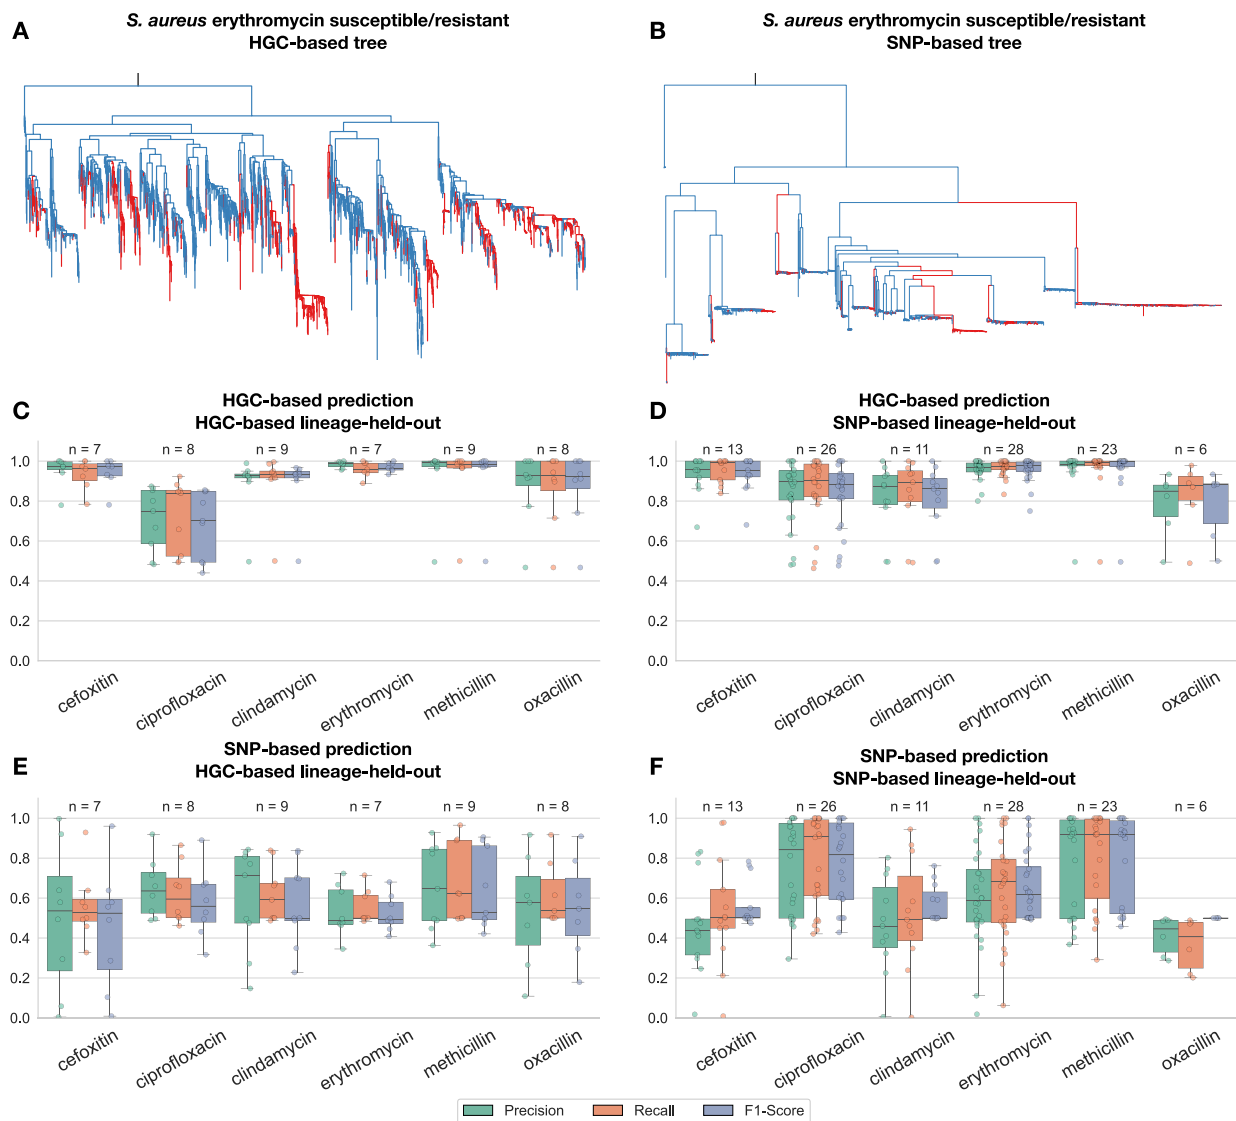 A
S. aureus erythromycin susceptible/resistant
HGC-based tree
B
S. aureus erythromycin susceptible/resistant
SNP-based tree
C
HGC-based prediction
HGC-based lineage-held-out
n = 7
n = 8
n = 9
n = 7
n = 9
n = 8
1.0
0.8
0.6
0.4
0.2
0.0
cefoxitin
ciprofloxacin
clindamycin
erythromycin
methicillin
oxacillin
D
HGC-based prediction
SNP-based lineage-held-out
n = 13
n = 26
n = 11
n = 28
n = 23
n = 6
1.0
0.8
0.6
0.4
0.2
0.0
cefoxitin
ciprofloxacin
clindamycin
erythromycin
methicillin
oxacillin
E
SNP-based prediction
HGC-based lineage-held-out
n = 7
n = 8
n = 9
n = 7
n = 9
n = 8
1.0
0.8
0.6
0.4
0.2
0.0
cefoxitin
ciprofloxacin
clindamycin
erythromycin
methicillin
oxacillin
F
SNP-based prediction
SNP-based lineage-held-out
n = 13
n = 26
n = 11
n = 28
n = 23
n = 6
1.0
0.8
0.6
0.4
0.2
0.0
cefoxitin
ciprofloxacin
clindamycin
erythromycin
methicillin
oxacillin
Precision
Recall
F1-Score